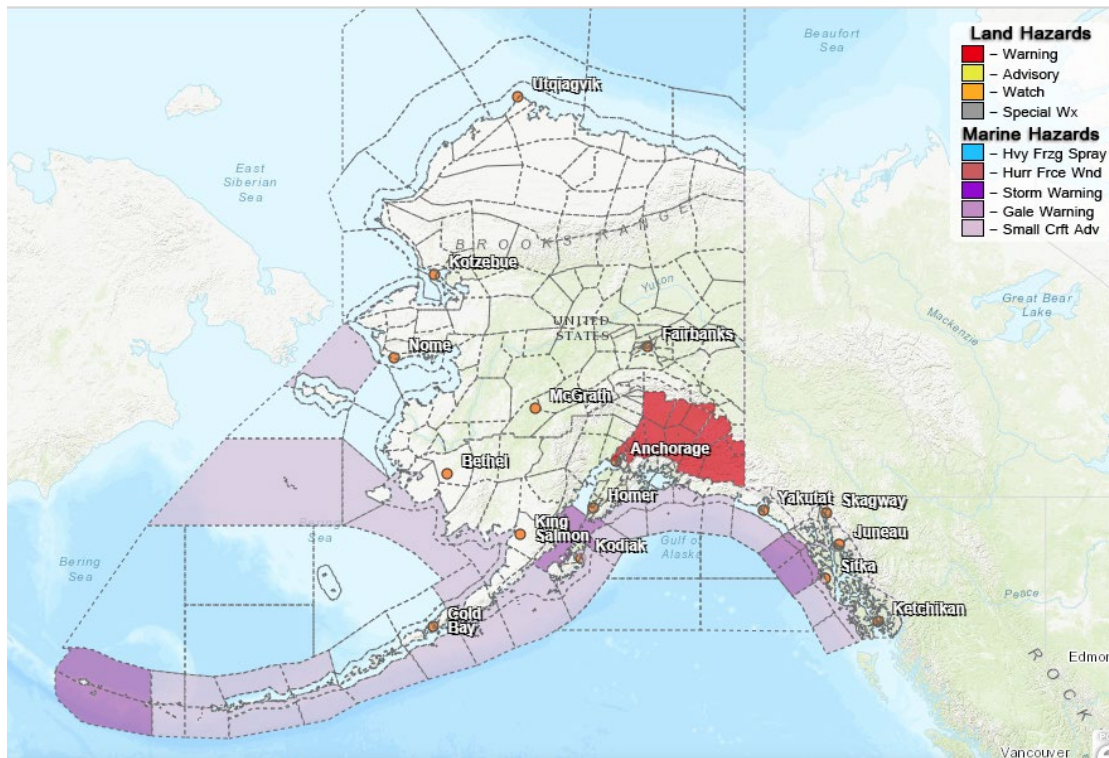 Beaufort
Sea
Land Hazards
– Warning
– Advisory
– Watch
– Special Wx
Marine Hazards
– Hvy Frzg Spray
– Hurr Frce Wnd
– Storm Warning
– Gale Warning
– Small Crft Adv
Utqiagvik
East
Siberian
Sea
BROOKS RANGE
Kotzebue
Yukon
Great Bear
Lake
Mackenzie
UNITED
STATES
Fairbanks
Nome
McGrath
Anchorage
Bethel
Homer
Yakutat
Skagway
King
Salmon
Kodiak
Gulf of
Alaska
Juneau
Bering
Sea
Bering
Sea
Sitka
Peace
Cold
Bay
Ketchikan
Edmon
ROCK
Vancouver